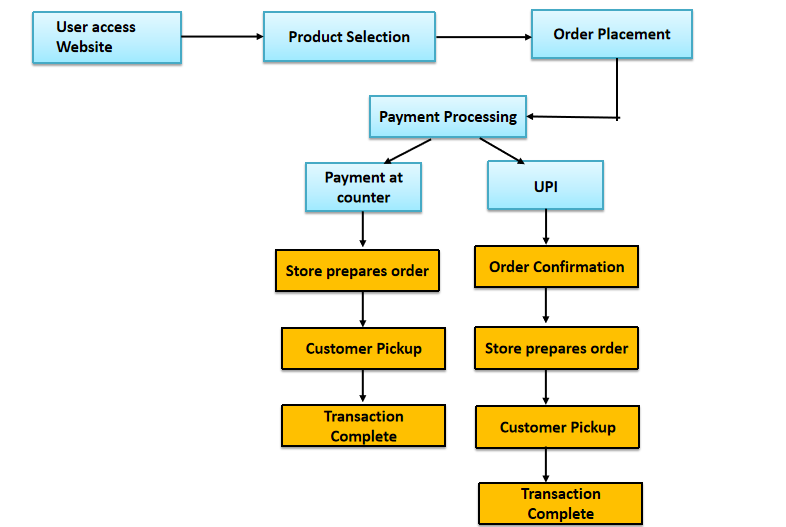 User access
Website
Product Selection
Order Placement
Payment Processing
Payment at
counter
UPI
Store prepares order
Order Confirmation
Customer Pickup
Store prepares order
Transaction
Complete
Customer Pickup
Transaction
Complete